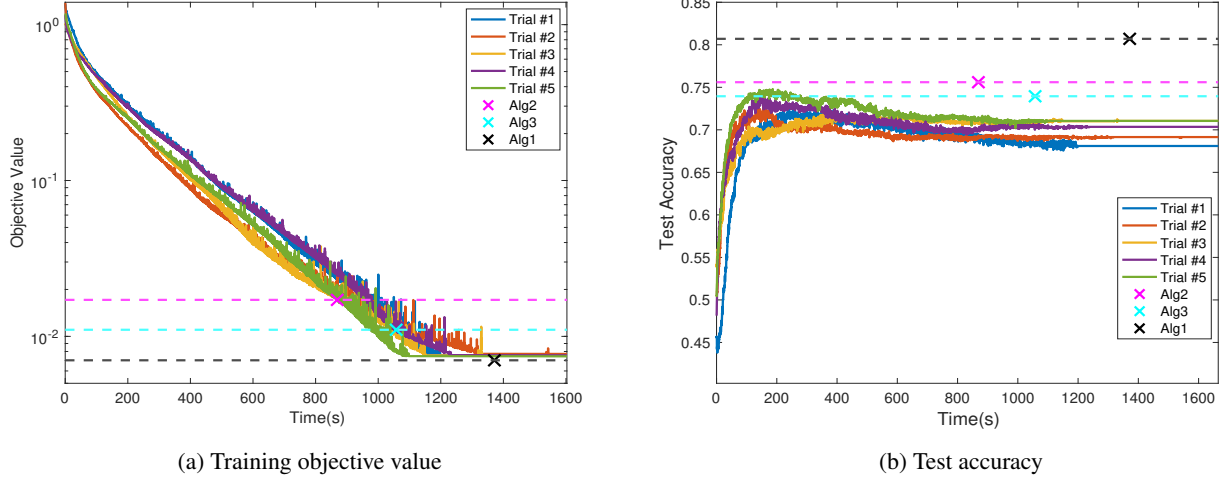 10^0
10^-1
10^-2
Objective Value
0 200 400 600 800 1000 1200 1400 1600
Time(s)
Trial #1
Trial #2
Trial #3
Trial #4
Trial #5
Alg2
Alg3
Alg1
(a) Training objective value
0.85
0.8
0.75
0.7
0.65
0.6
0.55
0.5
0.45
Test Accuracy
0 200 400 600 800 1000 1200 1400 1600
Time(s)
Trial #1
Trial #2
Trial #3
Trial #4
Trial #5
Alg2
Alg3
Alg1
(b) Test accuracy